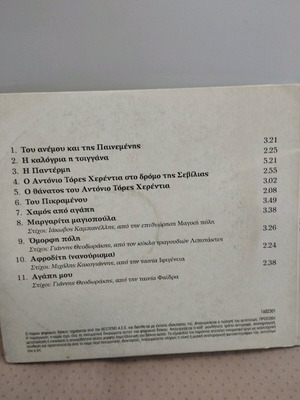 1. Του ανέμου και της Παινεμένης 3.21
2. Η καλόγρια η τσιγγάνα 2.25
3. Η Παντέρμη 5.21
4. Ο Αντόνιο Τόρες Χερέντια στο δρόμο της Σεβίλιας 2.55
5. Ο θάνατος του Αντόνιο Τόρες Χερέντια 3.02
6. Του Πικραμένου 2.08
7. Χαμός από αγάπη 3.49
8. Μαργαρίτα μαγιοπούλα 3.38
Στίχοι: Ιάκωβος Καμπανέλλης, από την επιθεώρηση Μαγική πόλη
9. Όμορφη πόλη 3.26
Στίχοι: Γιάννης Θεοδωράκης, από τον κύκλο τραγουδιών Λιποτάκτες
10. Αφροδίτη (νανούρισμα) 2.24
Στίχοι: Μιχάλης Κακογιάννης, από την ταινία Ιφιγένεια
11. Αγάπη μου 2.38
Στίχοι: Γιάννης Θεοδωράκης, από την ταινία Φαίδρα